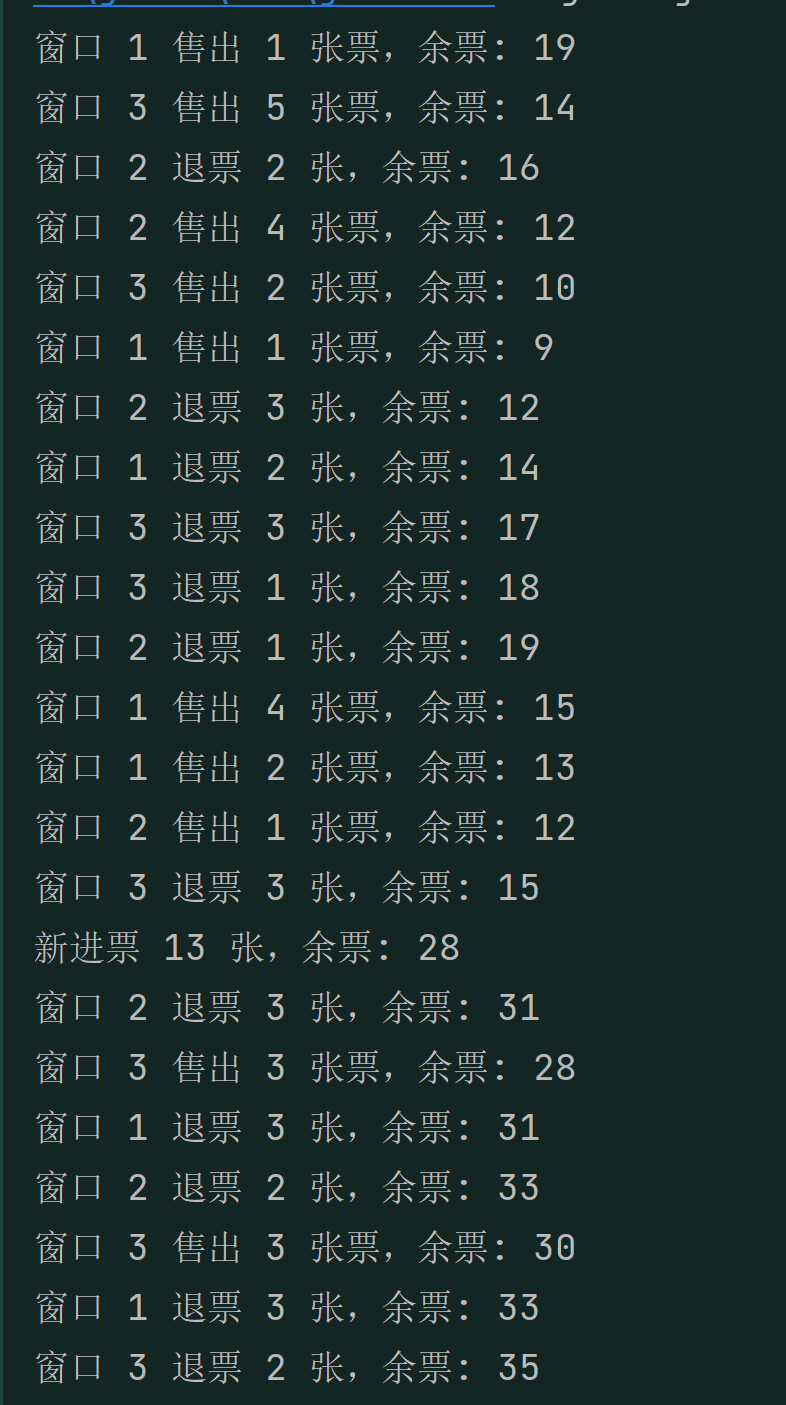 窗口 1 售出 1 张票，余票: 19
窗口 3 售出 5 张票，余票: 14
窗口 2 退票 2 张，余票: 16
窗口 2 售出 4 张票，余票: 12
窗口 3 售出 2 张票，余票: 10
窗口 1 售出 1 张票，余票: 9
窗口 2 退票 3 张，余票: 12
窗口 1 退票 2 张，余票: 14
窗口 3 退票 3 张，余票: 17
窗口 3 退票 1 张，余票: 18
窗口 2 退票 1 张，余票: 19
窗口 1 售出 4 张票，余票: 15
窗口 1 售出 2 张票，余票: 13
窗口 2 售出 1 张票，余票: 12
窗口 3 退票 3 张，余票: 15
新进票 13 张，余票: 28
窗口 2 退票 3 张，余票: 31
窗口 3 售出 3 张票，余票: 28
窗口 1 退票 3 张，余票: 31
窗口 2 退票 2 张，余票: 33
窗口 3 售出 3 张票，余票: 30
窗口 1 退票 3 张，余票: 33
窗口 3 退票 2 张，余票: 35